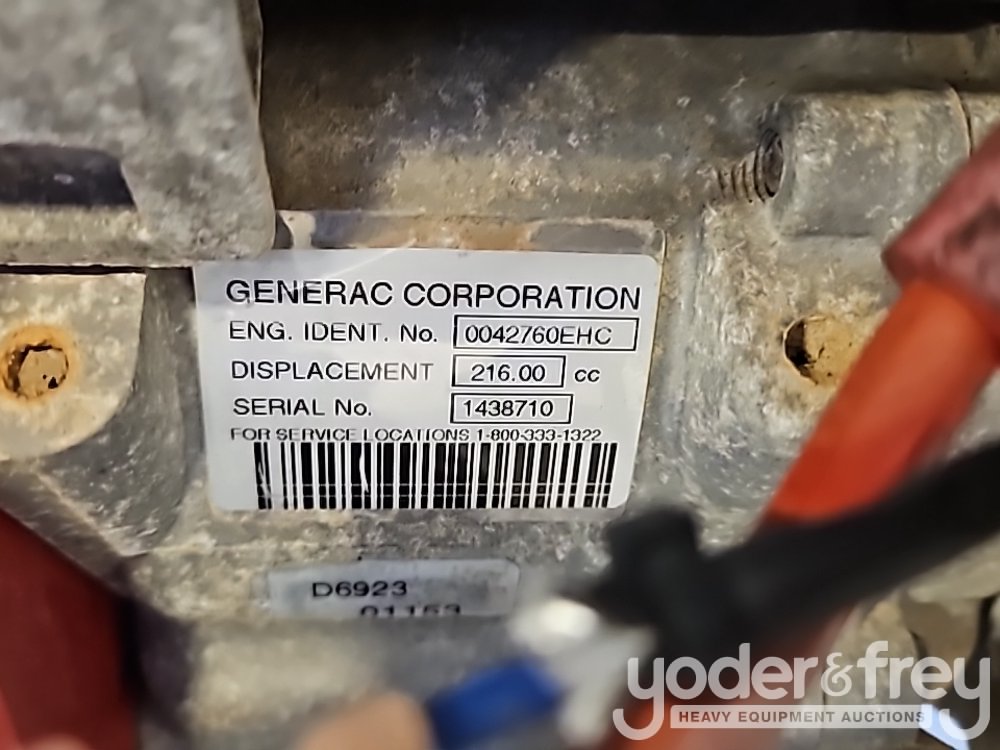 GENERAC CORPORATION
ENG. IDENT. No. 0042760EHC
DISPLACEMENT 216.00 cc
SERIAL No. 1438710
FOR SERVICE LOCATIONS 1-800-333-1322
D6923
01153
yoder&frey
HEAVY EQUIPMENT AUCTIONS